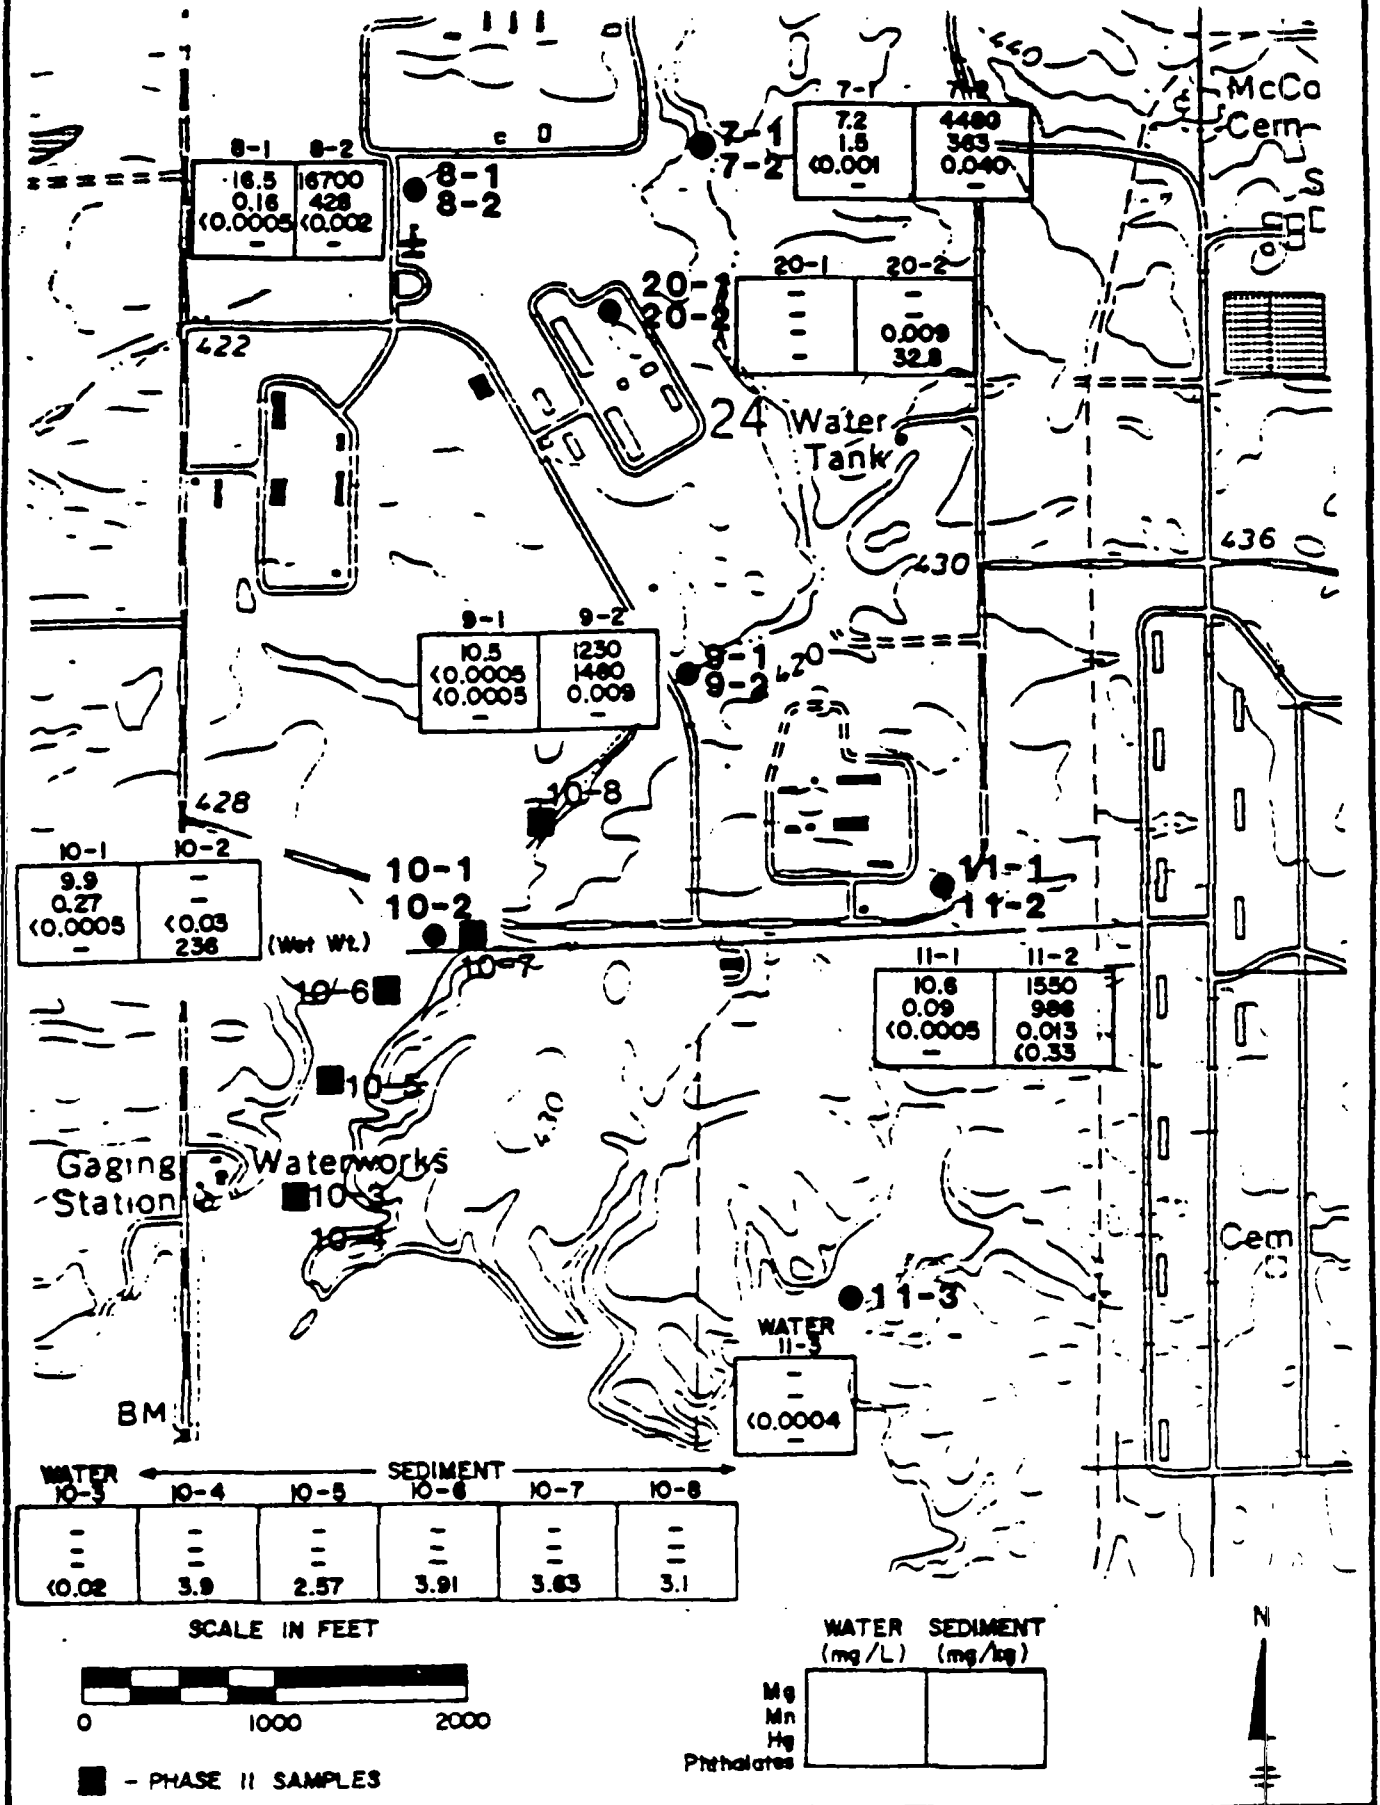 440
McCo
Cem
7-1 7-2
7.2 4480
1.5 363
<0.001 0.040
- -
7-1
7-2
8-1 8-2
16.5 16700
0.16 428
<0.0005 <0.002
- -
8-1
8-2
20-1
20-2
20-1 20-2
- -
- -
- 0.009
- 32.8
422
24
Water
Tank
430
436
9-1 9-2
10.5 1230
<0.0005 1480
<0.0005 0.009
- -
9-1
9-2
420
10-8
428
10-1 10-2
9.9 -
0.27 -
<0.0005 <0.03
- 236
(Wet Wt.)
10-1
10-2
10-7
11-1
11-2
11-1 11-2
10.6 1550
0.09 986
<0.0005 0.013
- <0.33
10-6
10-5
430
Gaging
Station
Waterworks
10-3
10-4
Cem
11-3
WATER
11-3
-
-
<0.0004
-
BM
WATER SEDIMENT
10-3 10-4 10-5 10-6 10-7 10-8
- - - - - -
- - - - - -
- - - - - -
<0.02 3.9 2.57 3.91 3.63 3.1
SCALE IN FEET
0 1000 2000
- PHASE II SAMPLES
WATER SEDIMENT
(mg/L) (mg/kg)
Mg
Mn
Hg
Phthalates
N